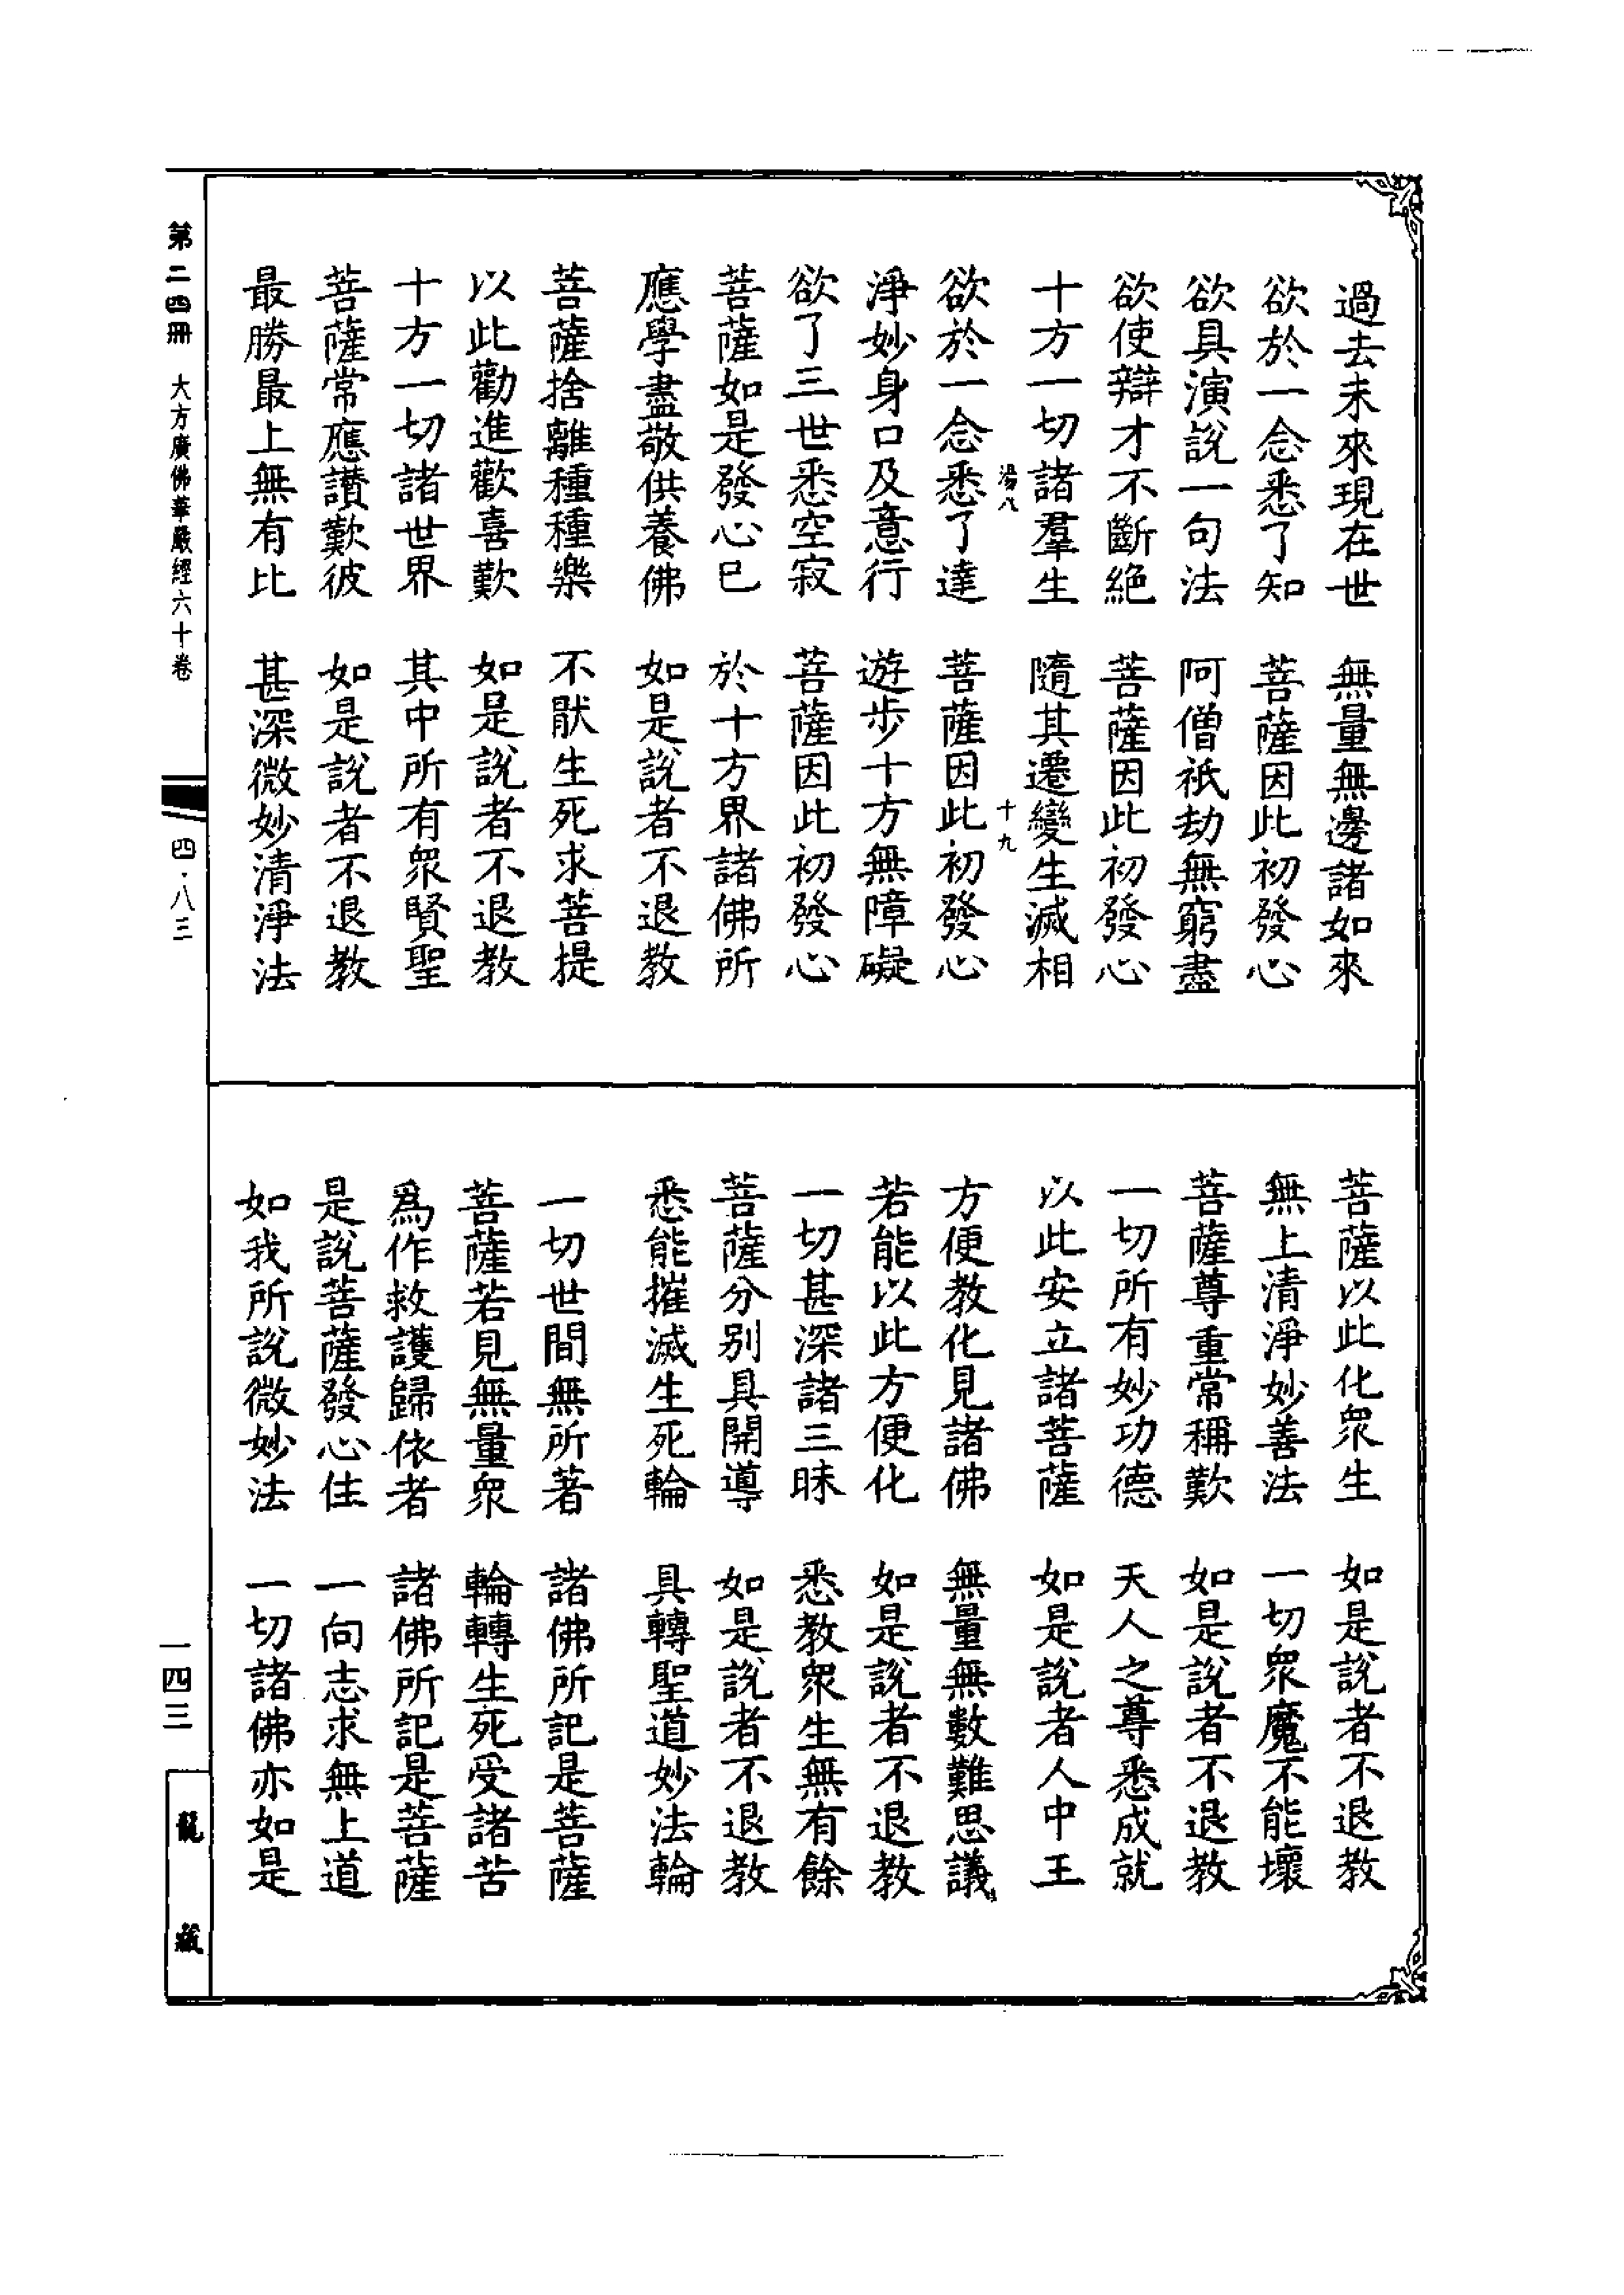 過去未來現在世　無量無邊諸如來
欲於一念悉了知　菩薩因此初發心
欲具演説一句法　阿僧祇劫無窮盡
欲使辯才不斷絕　菩薩因此初發心
十方一切諸羣生　隨其遷變生滅相
湯八　十九
欲於一念悉了達　菩薩因此初發心
淨妙身口及意行　遊步十方無障礙
欲了三世悉空寂　菩薩因此初發心
菩薩如是發心已　於十方界諸佛所
應學盡敬供養佛　如是説者不退教
菩薩捨離種種樂　不猒生死求菩提
以此勸進歡喜歎　如是説者不退教
十方一切諸世界　其中所有衆賢聖
菩薩常應讚歎彼　如是説者不退教
最勝最上無有比　甚深微妙清淨法
菩薩以此化衆生　如是説者不退教
無上清淨妙善法　一切衆魔不能壞
菩薩尊重常稱歎　如是説者不退教
一切所有妙功德　天人之尊悉成就
以此安立諸菩薩　如是説者人中王
方便教化見諸佛　無量無數難思議
若能以此方便化　如是説者不退教
一切甚深諸三昧　悉教衆生無有餘
菩薩分別具開導　如是説者不退教
悉能摧滅生死輪　具轉聖道妙法輪
一切世間無所著　諸佛所記是菩薩
菩薩若見無量衆　輪轉生死受諸苦
爲作救護歸依者　諸佛所記是菩薩
是説菩薩發心住　一向志求無上道
如我所説微妙法　一切諸佛亦如是
第二四冊　大方廣佛華嚴經六十卷　四・八三
一四三
龍藏